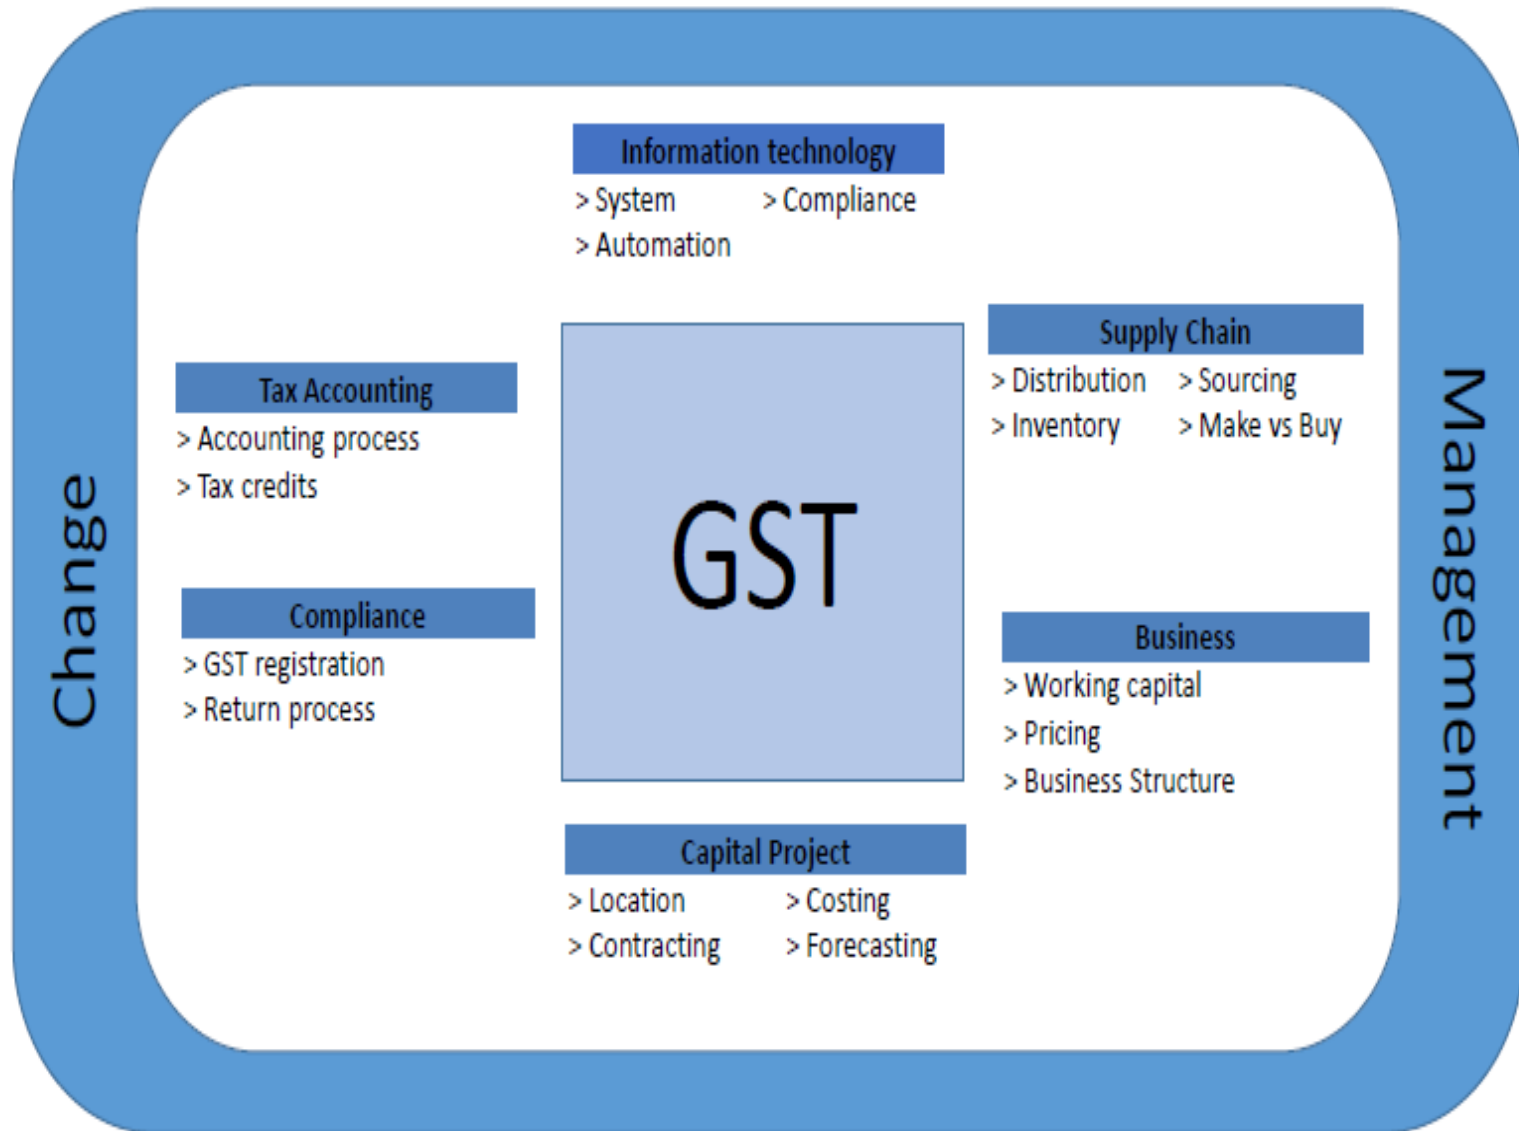 Information technology
> System > Compliance
> Automation
Supply Chain
> Distribution > Sourcing
> Inventory > Make vs Buy
Tax Accounting
> Accounting process
> Tax credits
GST
Compliance
> GST registration
> Return process
Business
> Working capital
> Pricing
> Business Structure
Capital Project
> Location > Costing
> Contracting > Forecasting
Change
Management